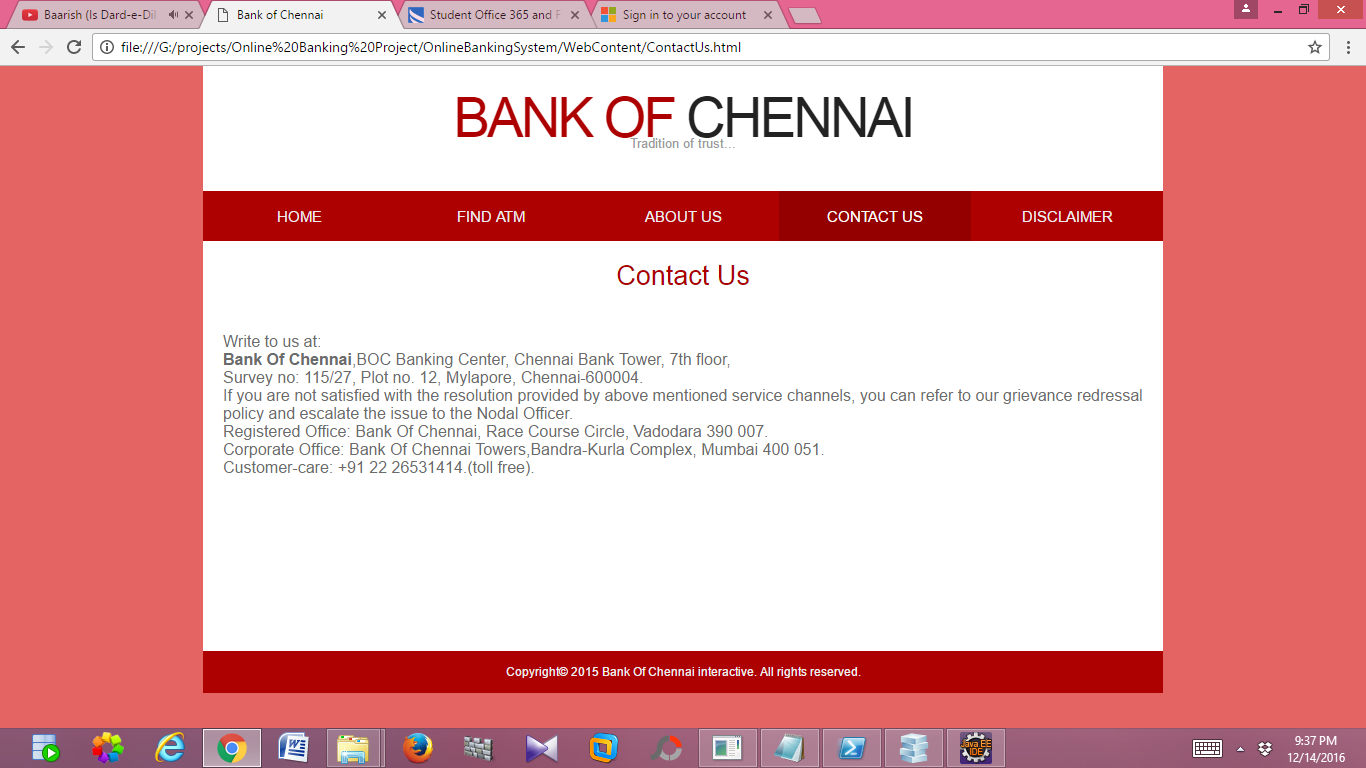 Baarish (Is Dard-e-Dil
Bank of Chennai
Student Office 365 and F
Sign in to your account
file:///G:/projects/Online%20Banking%20Project/OnlineBankingSystem/WebContent/ContactUs.html
BANK OF CHENNAI
Tradition of trust...
HOME FIND ATM ABOUT US CONTACT US DISCLAIMER
Contact Us
Write to us at:
Bank Of Chennai,BOC Banking Center, Chennai Bank Tower, 7th floor,
Survey no: 115/27, Plot no. 12, Mylapore, Chennai-600004.
If you are not satisfied with the resolution provided by above mentioned service channels, you can refer to our grievance redressal
policy and escalate the issue to the Nodal Officer.
Registered Office: Bank Of Chennai, Race Course Circle, Vadodara 390 007.
Corporate Office: Bank Of Chennai Towers,Bandra-Kurla Complex, Mumbai 400 051.
Customer-care: +91 22 26531414.(toll free).
Copyright© 2015 Bank Of Chennai interactive. All rights reserved.
Java EE
IDE
9:37 PM
12/14/2016